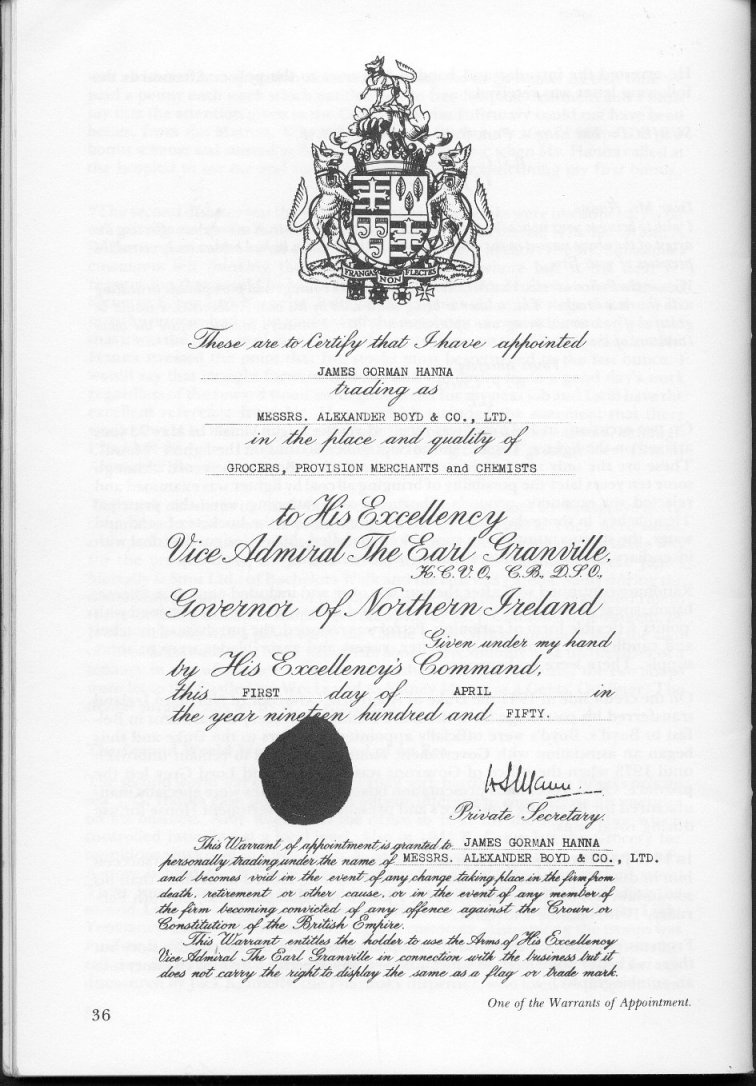 FRANGAS NON FLECTES
These are to Certify that I have appointed
JAMES GORMAN HANNA
trading as
MESSRS. ALEXANDER BOYD & CO., LTD.
in the place and quality of
GROCERS, PROVISION MERCHANTS and CHEMISTS
to His Excellency
Vice Admiral The Earl Granville,
K.C.V.O., C.B., D.S.O.,
Governor of Northern Ireland
Given under my hand
by His Excellency's Command,
this FIRST day of APRIL in
the year nineteen hundred and FIFTY.
Private Secretary.
This Warrant of appointment is granted to JAMES GORMAN HANNA
personally trading under the name of MESSRS. ALEXANDER BOYD & CO., LTD.
and becomes void in the event of any change taking place in the firm from
death, retirement or other cause, or in the event of any member of
the firm becoming convicted of any offence against the Crown or
Constitution of the British Empire.
This Warrant entitles the holder to use the Arms of His Excellency
Vice Admiral The Earl Granville in connection with the business but it
does not carry the right to display the same as a flag or trade mark.
One of the Warrants of Appointment.
36